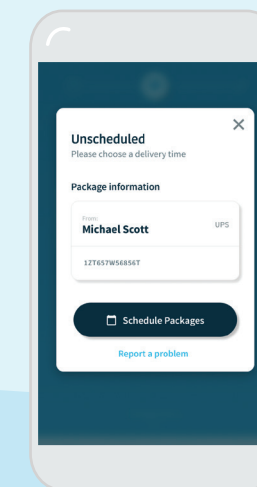 Unscheduled
Please choose a delivery time
Package information
From:
Michael Scott
UPS
1ZT657W56856T
Schedule Packages
Report a problem